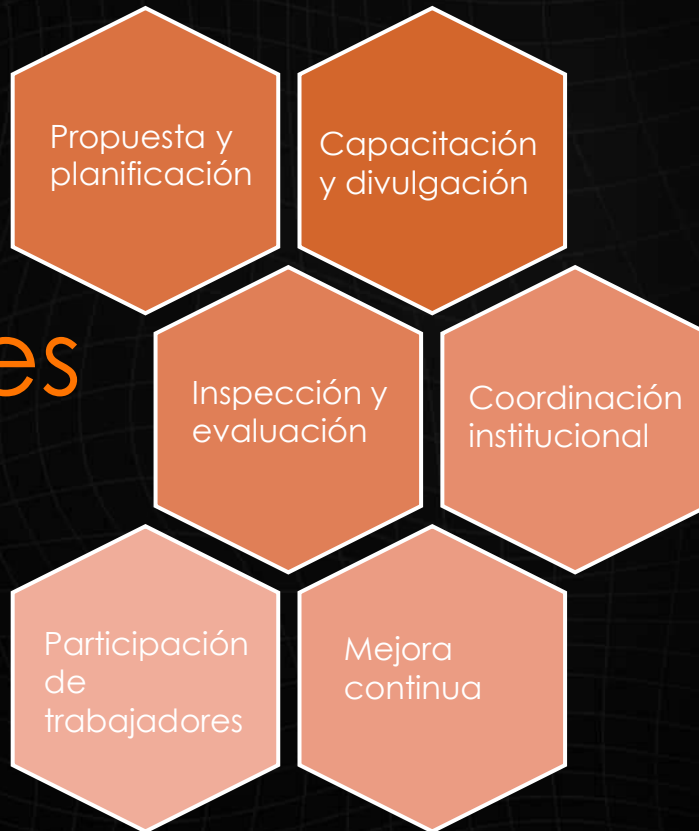 Propuesta y
planificación
Capacitación
y divulgación
es
Inspección y
evaluación
Coordinación
institucional
Participación
de
trabajadores
Mejora
continua